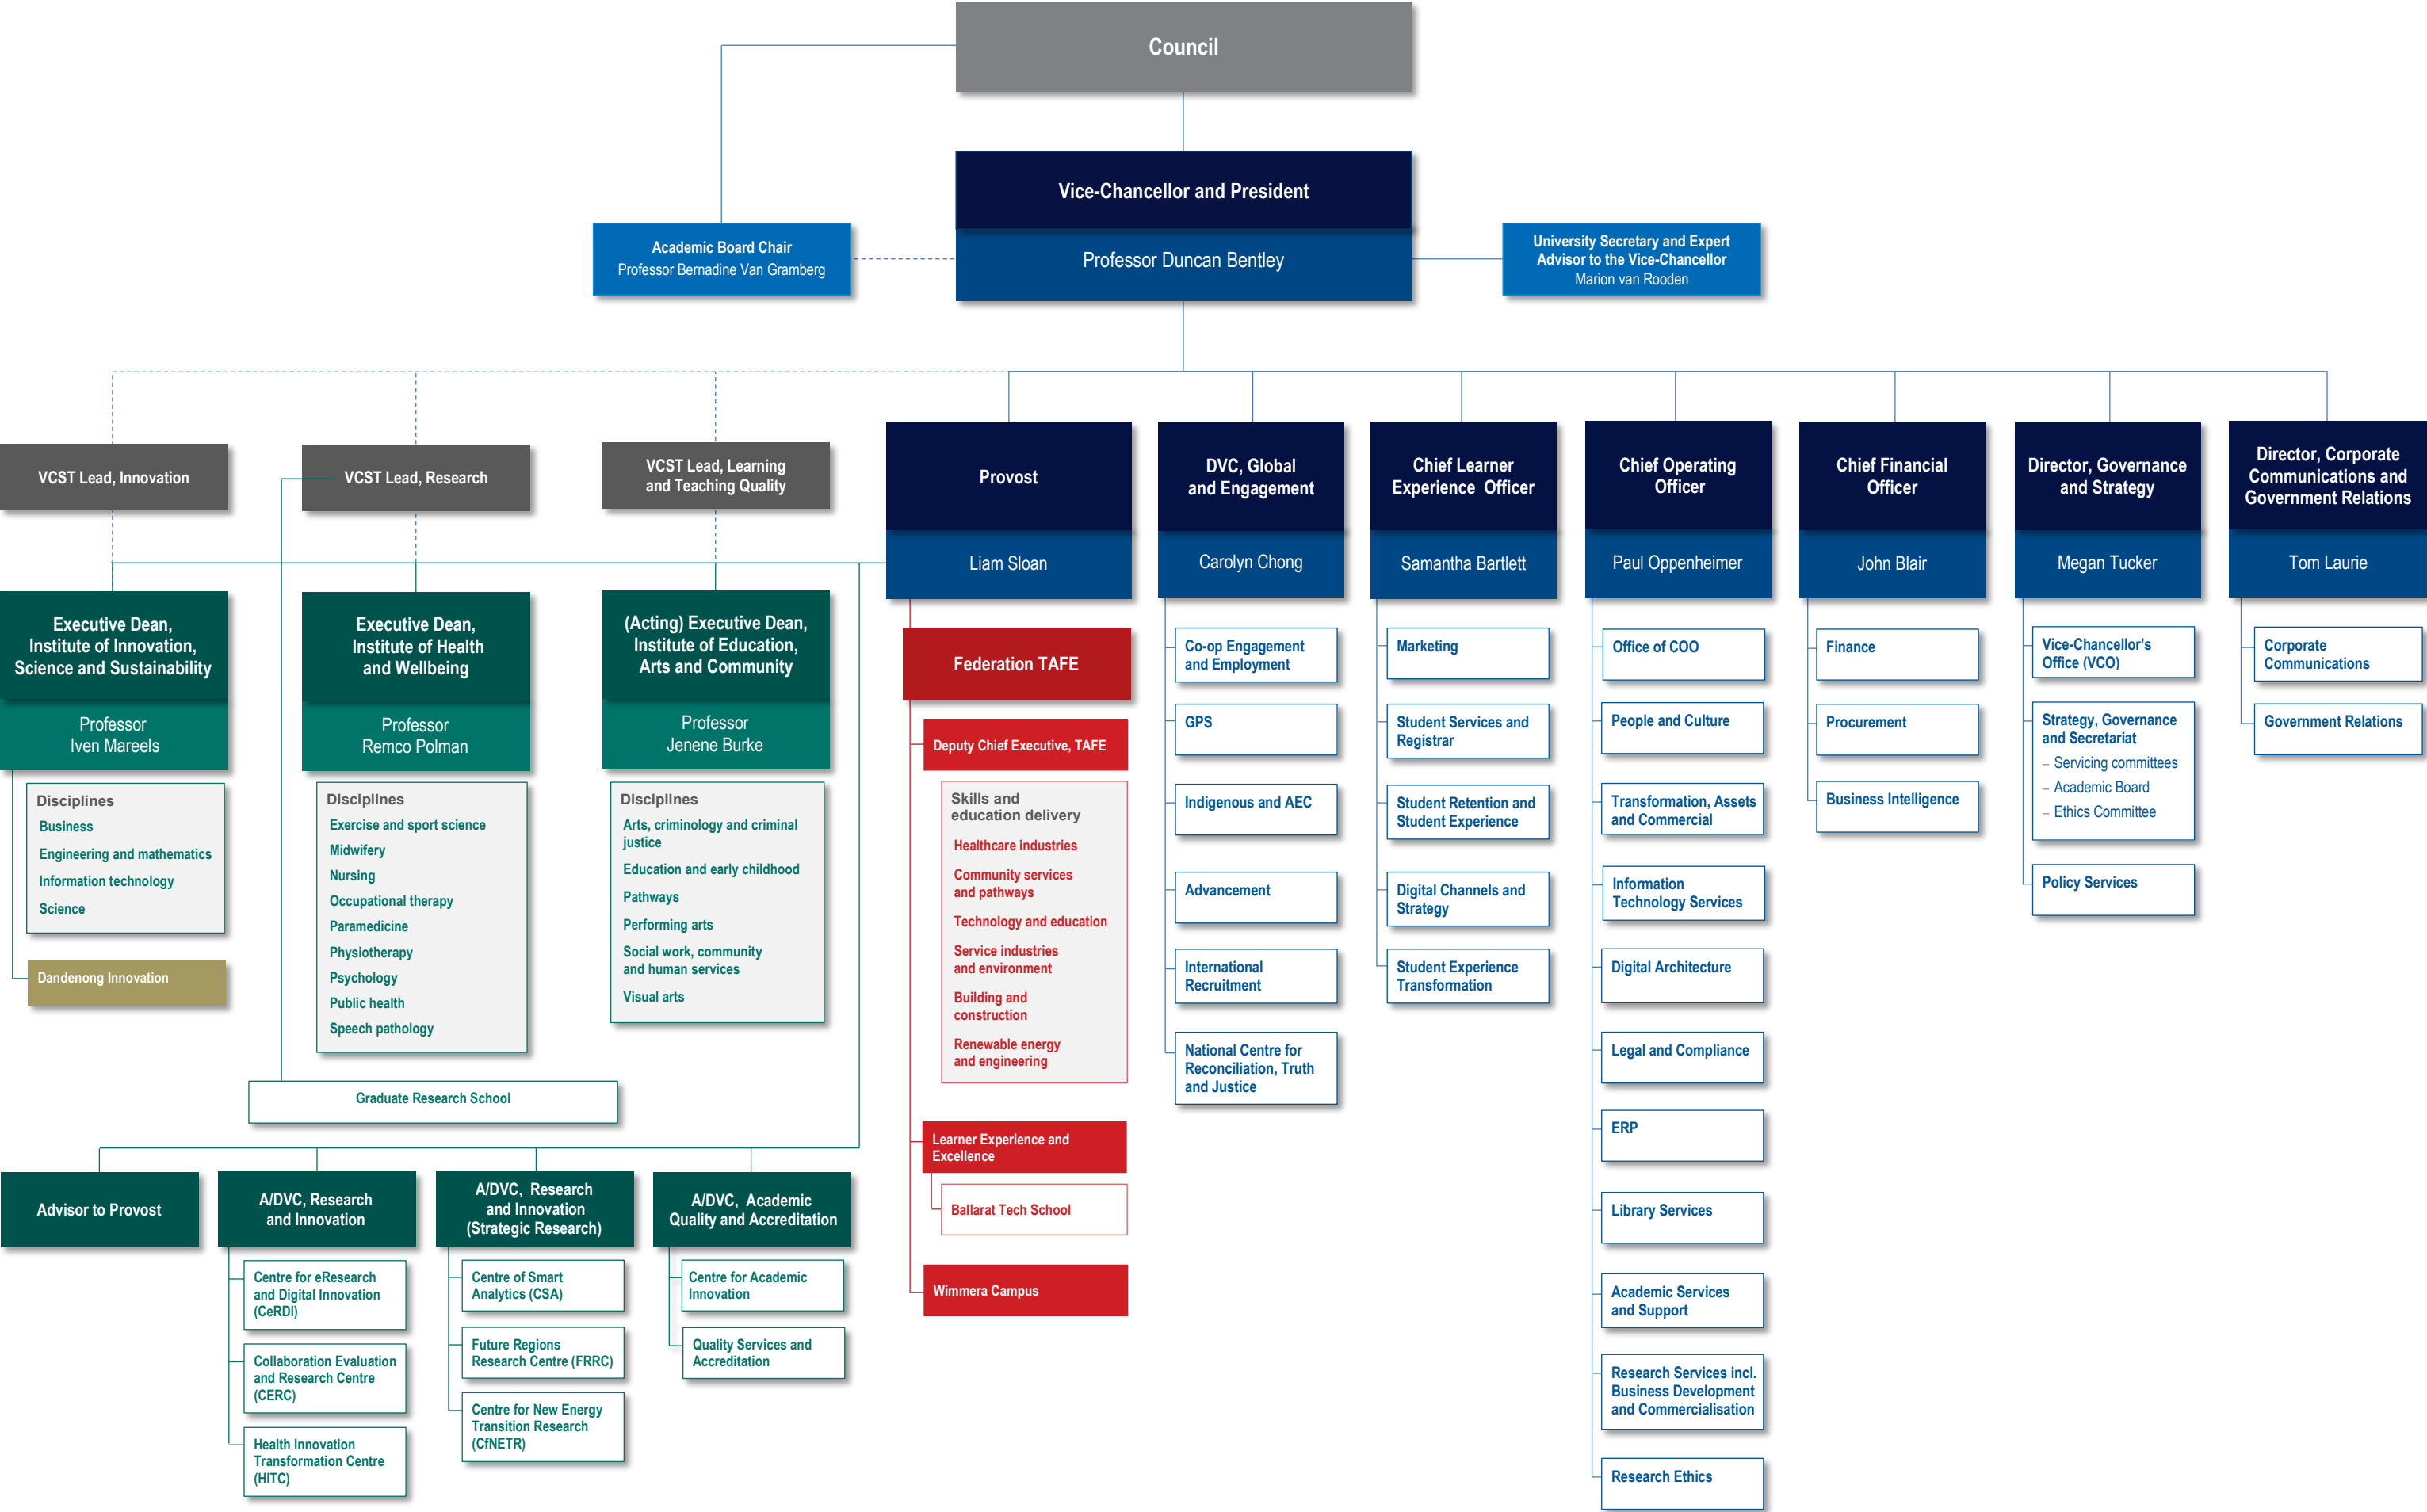 Council
Vice-Chancellor and President
Professor Duncan Bentley
Academic Board Chair
Professor Bernadine Van Gramberg
University Secretary and Expert
Advisor to the Vice-Chancellor
Marion van Rooden
VCST Lead, Innovation
VCST Lead, Research
VCST Lead, Learning
and Teaching Quality
Provost
Liam Sloan
DVC, Global
and Engagement
Carolyn Chong
Chief Learner
Experience Officer
Samantha Bartlett
Chief Operating
Officer
Paul Oppenheimer
Chief Financial
Officer
John Blair
Director, Governance
and Strategy
Megan Tucker
Director, Corporate
Communications and
Government Relations
Tom Laurie
Executive Dean,
Institute of Innovation,
Science and Sustainability
Professor
Iven Mareels
Disciplines
Business
Engineering and mathematics
Information technology
Science
Dandenong Innovation
Executive Dean,
Institute of Health
and Wellbeing
Professor
Remco Polman
Disciplines
Exercise and sport science
Midwifery
Nursing
Occupational therapy
Paramedicine
Physiotherapy
Psychology
Public health
Speech pathology
(Acting) Executive Dean,
Institute of Education,
Arts and Community
Professor
Jenene Burke
Disciplines
Arts, criminology and criminal
justice
Education and early childhood
Pathways
Performing arts
Social work, community
and human services
Visual arts
Graduate Research School
Advisor to Provost
A/DVC, Research
and Innovation
Centre for eResearch
and Digital Innovation
(CeRDI)
Collaboration Evaluation
and Research Centre
(CERC)
Health Innovation
Transformation Centre
(HITC)
A/DVC, Research
and Innovation
(Strategic Research)
Centre of Smart
Analytics (CSA)
Future Regions
Research Centre (FRRC)
Centre for New Energy
Transition Research
(CfNETR)
A/DVC, Academic
Quality and Accreditation
Centre for Academic
Innovation
Quality Services and
Accreditation
Federation TAFE
Deputy Chief Executive, TAFE
Skills and
education delivery
Healthcare industries
Community services
and pathways
Technology and education
Service industries
and environment
Building and
construction
Renewable energy
and engineering
Learner Experience and
Excellence
Ballarat Tech School
Wimmera Campus
Co-op Engagement
and Employment
GPS
Indigenous and AEC
Advancement
International
Recruitment
National Centre for
Reconciliation, Truth
and Justice
Marketing
Student Services and
Registrar
Student Retention and
Student Experience
Digital Channels and
Strategy
Student Experience
Transformation
Office of COO
People and Culture
Transformation, Assets
and Commercial
Information
Technology Services
Digital Architecture
Legal and Compliance
ERP
Library Services
Academic Services
and Support
Research Services incl.
Business Development
and Commercialisation
Research Ethics
Finance
Procurement
Business Intelligence
Vice-Chancellor’s
Office (VCO)
Strategy, Governance
and Secretariat
– Servicing committees
– Academic Board
– Ethics Committee
Policy Services
Corporate
Communications
Government Relations